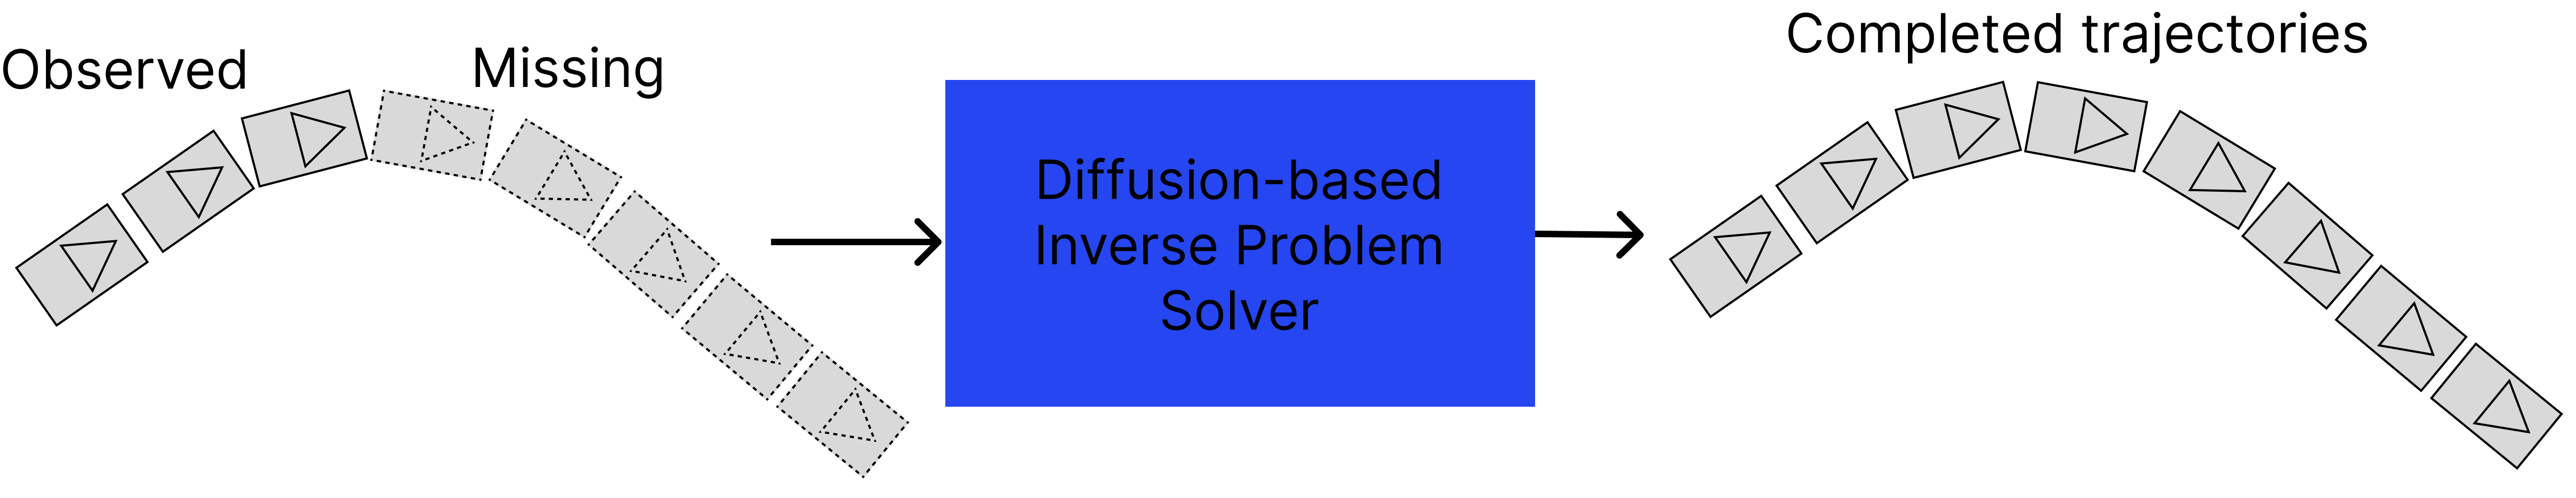 Observed
Missing
Diffusion-based
Inverse Problem
Solver
Completed trajectories